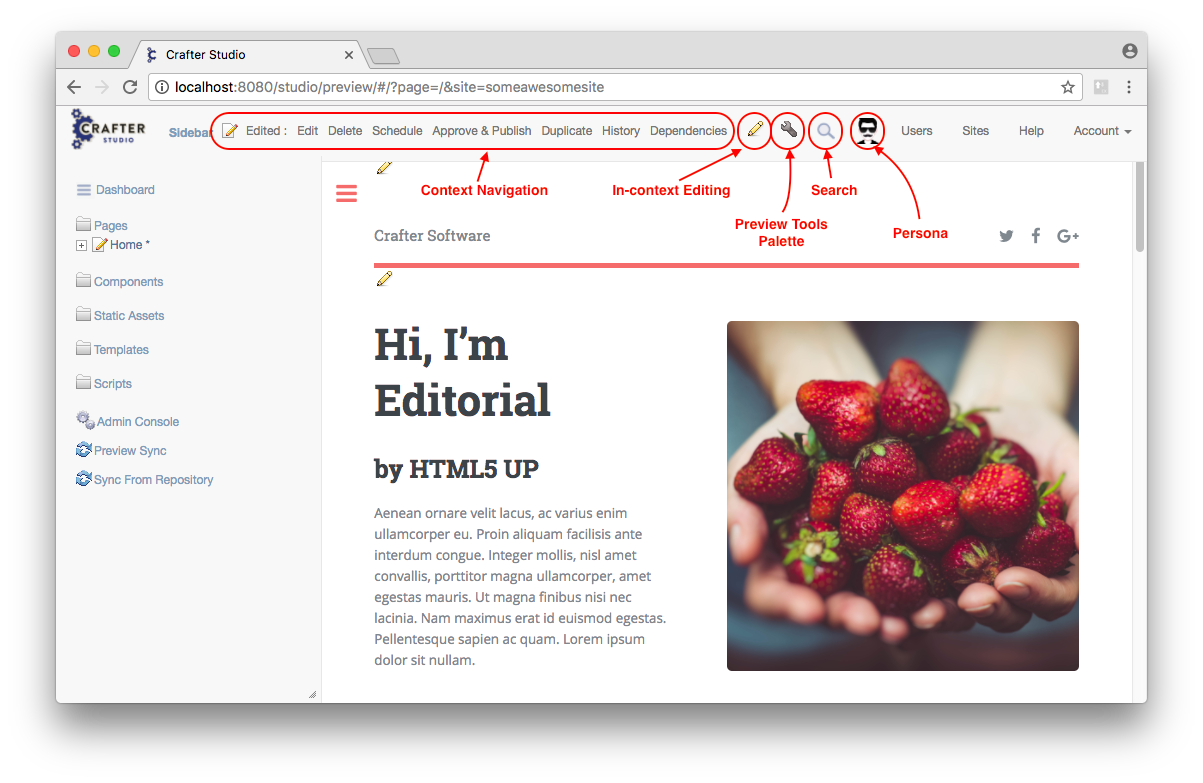 Crafter Studio
localhost:8080/studio/preview/#/?page=/&site=someawesomesite
CRAFTER
STUDIO
Sidebar
Edited : Edit Delete Schedule Approve & Publish Duplicate History Dependencies
Users Sites Help Account
Context Navigation
In-context Editing
Preview Tools
Palette
Search
Persona
Dashboard
Pages
Home *
Components
Static Assets
Templates
Scripts
Admin Console
Preview Sync
Sync From Repository
Crafter Software
G+
Hi, I’m
Editorial
by HTML5 UP
Aenean ornare velit lacus, ac varius enim
ullamcorper eu. Proin aliquam facilisis ante
interdum congue. Integer mollis, nisl amet
convallis, porttitor magna ullamcorper, amet
egestas mauris. Ut magna finibus nisi nec
lacinia. Nam maximus erat id euismod egestas.
Pellentesque sapien ac quam. Lorem ipsum
dolor sit nullam.